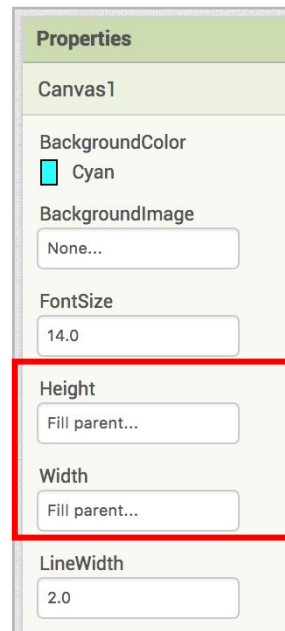 Properties
Canvas1
BackgroundColor
Cyan
BackgroundImage
None...
FontSize
14.0
Height
Fill parent...
Width
Fill parent...
LineWidth
2.0